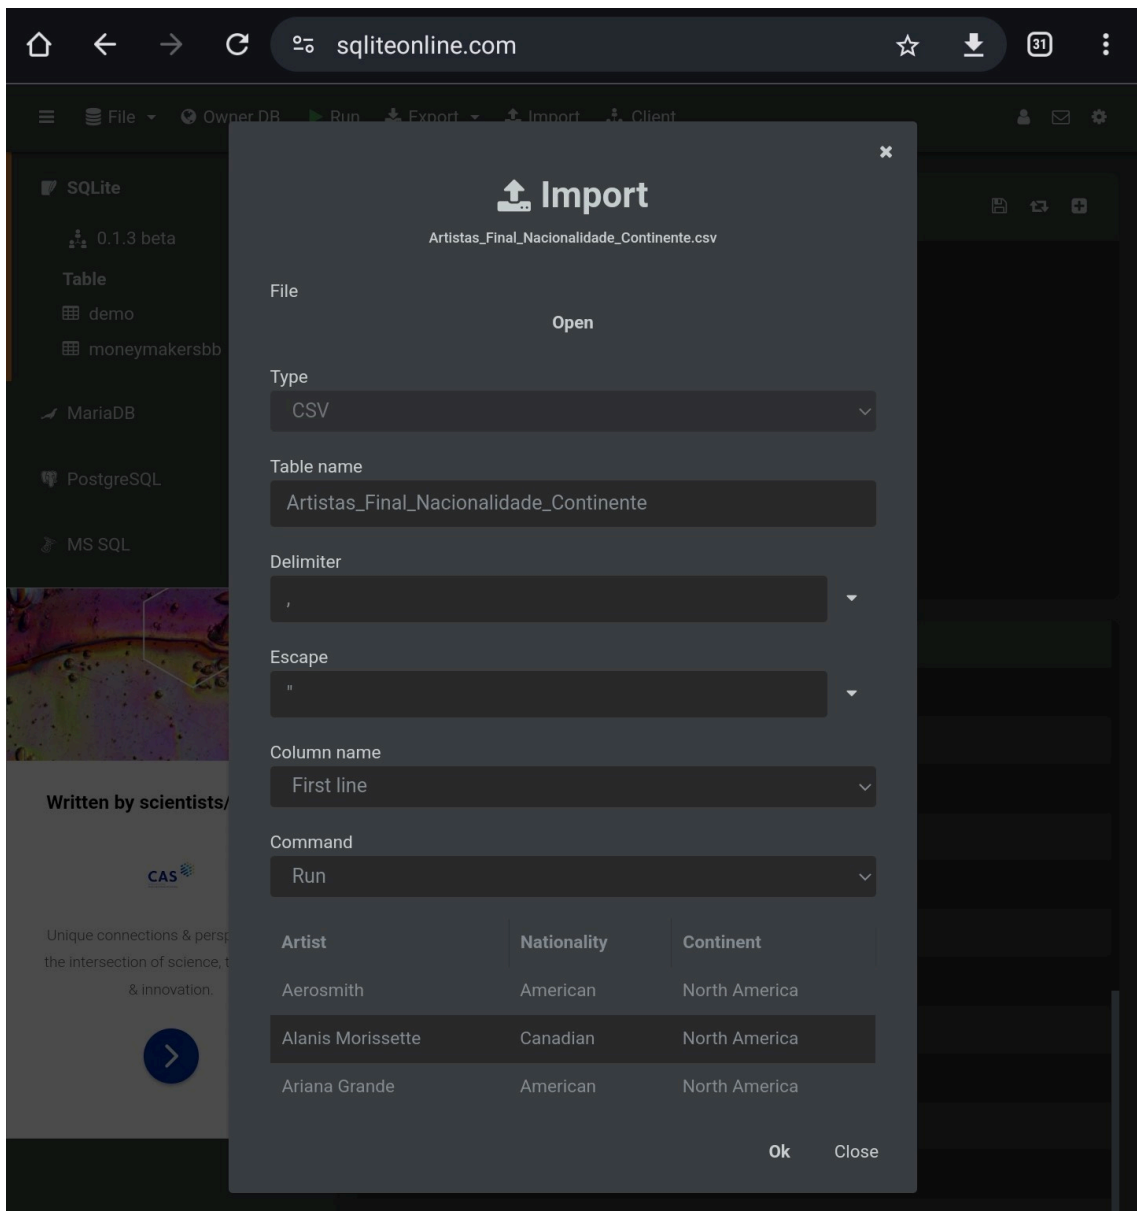 sqliteonline.com
31
File
Owner DB
Run
Export
Import
Client
SQLite
0.1.3 beta
Table
demo
moneymakersbb
MariaDB
PostgreSQL
MS SQL
Written by scientists/
CAS
Unique connections & persp
the intersection of science, t
& innovation.
Import
Artistas_Final_Nacionalidade_Continente.csv
File
Open
Type
CSV
Table name
Artistas_Final_Nacionalidade_Continente
Delimiter
,
Escape
"
Column name
First line
Command
Run
Artist Nationality Continent
Aerosmith American North America
Alanis Morissette Canadian North America
Ariana Grande American North America
Ok Close